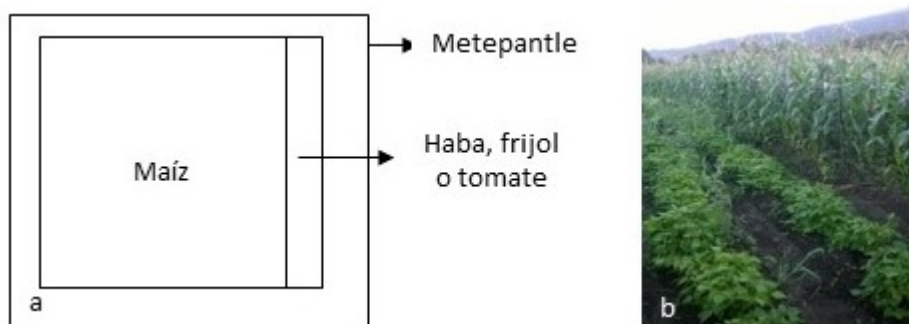 Metepantle
Haba, frijol
o tomate
Maíz
a
b